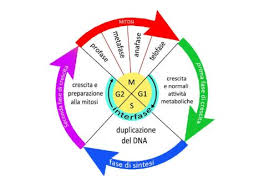 MITOSI
profase
metafase
anafase
telofase
seconda fase di crescita
crescita e
preparazione
alla mitosi
M
G2
G1
S
interfase
crescita
e normali
attività
metaboliche
prima fase di crescita
duplicazione
del DNA
fase di sintesi